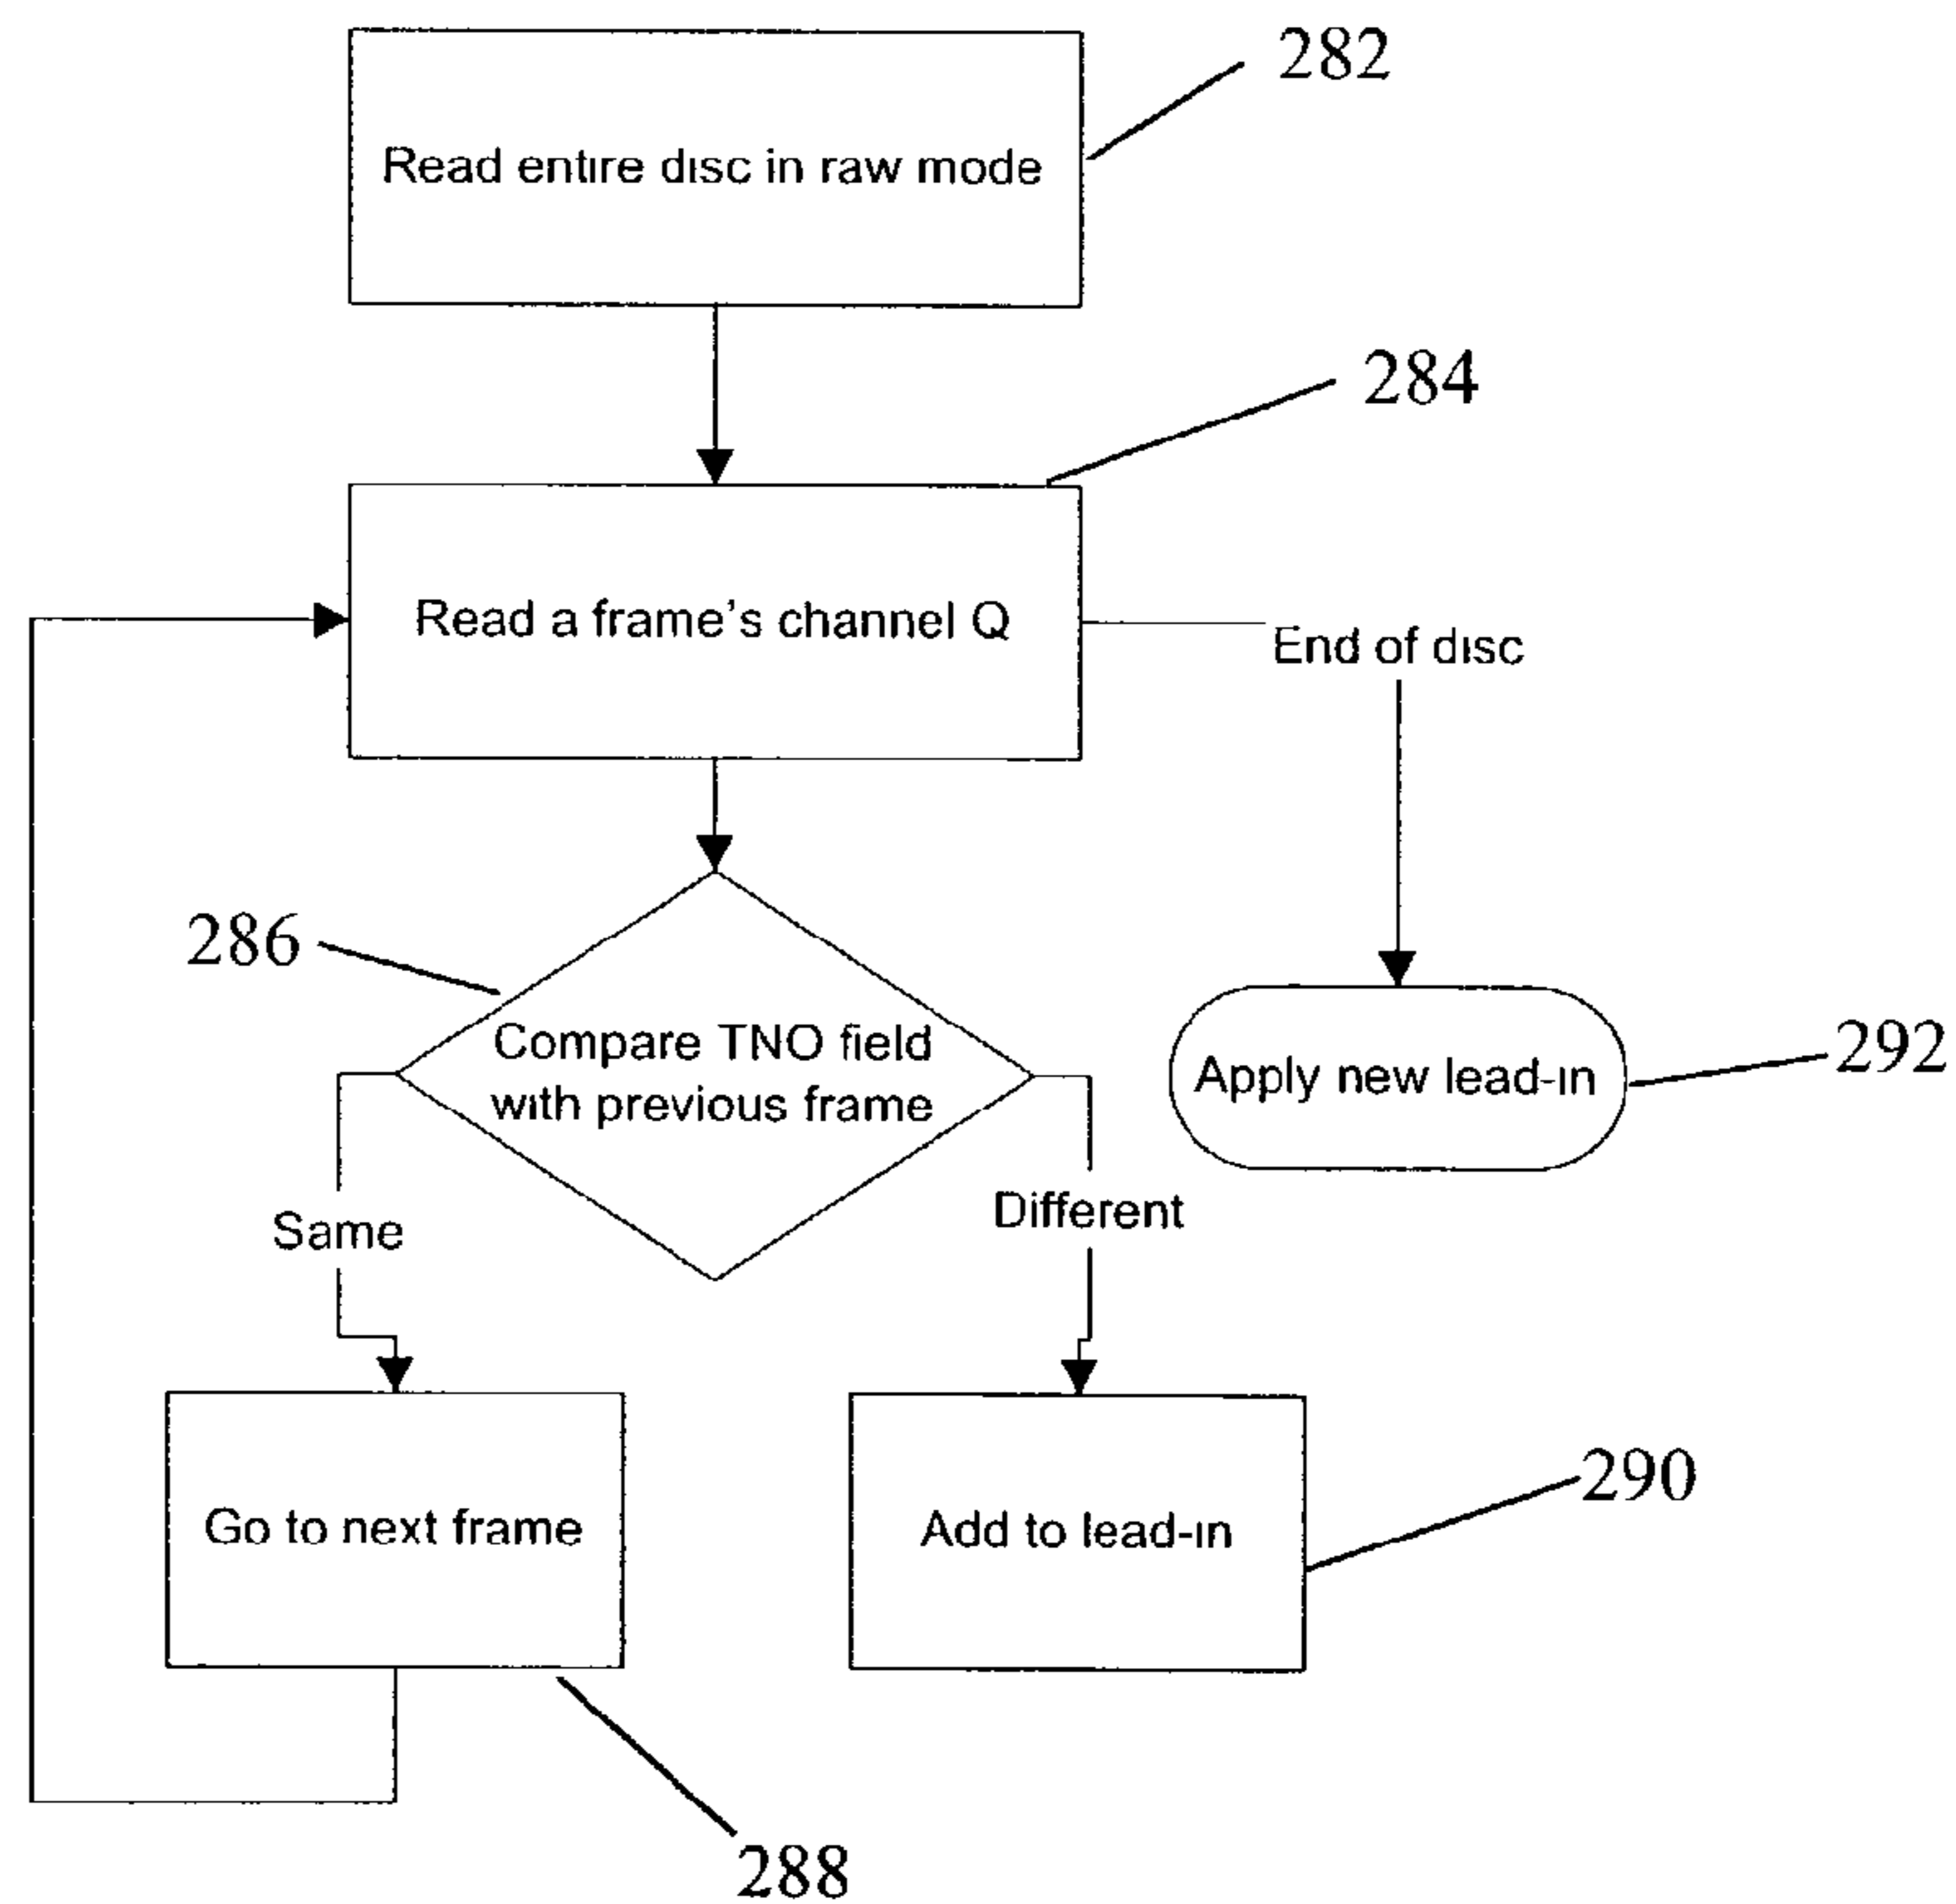 282
Read entire disc in raw mode
284
Read a frame's channel Q
End of disc
286
Compare TNO field
with previous frame
292
Apply new lead-in
Same
Different
Go to next frame
Add to lead-in
290
288